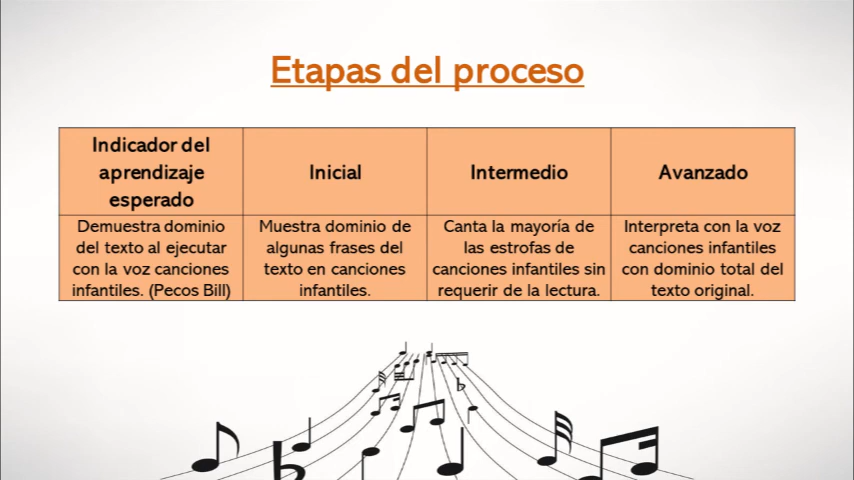 Etapas del proceso
Indicador del
aprendizaje
esperado
Inicial
Intermedio
Avanzado
Demuestra dominio
del texto al ejecutar
con la voz canciones
infantiles. (Pecos Bill)
Muestra dominio de
algunas frases del
texto en canciones
infantiles.
Canta la mayoría de
las estrofas de
canciones infantiles sin
requerir de la lectura.
Interpreta con la voz
canciones infantiles
con dominio total del
texto original.